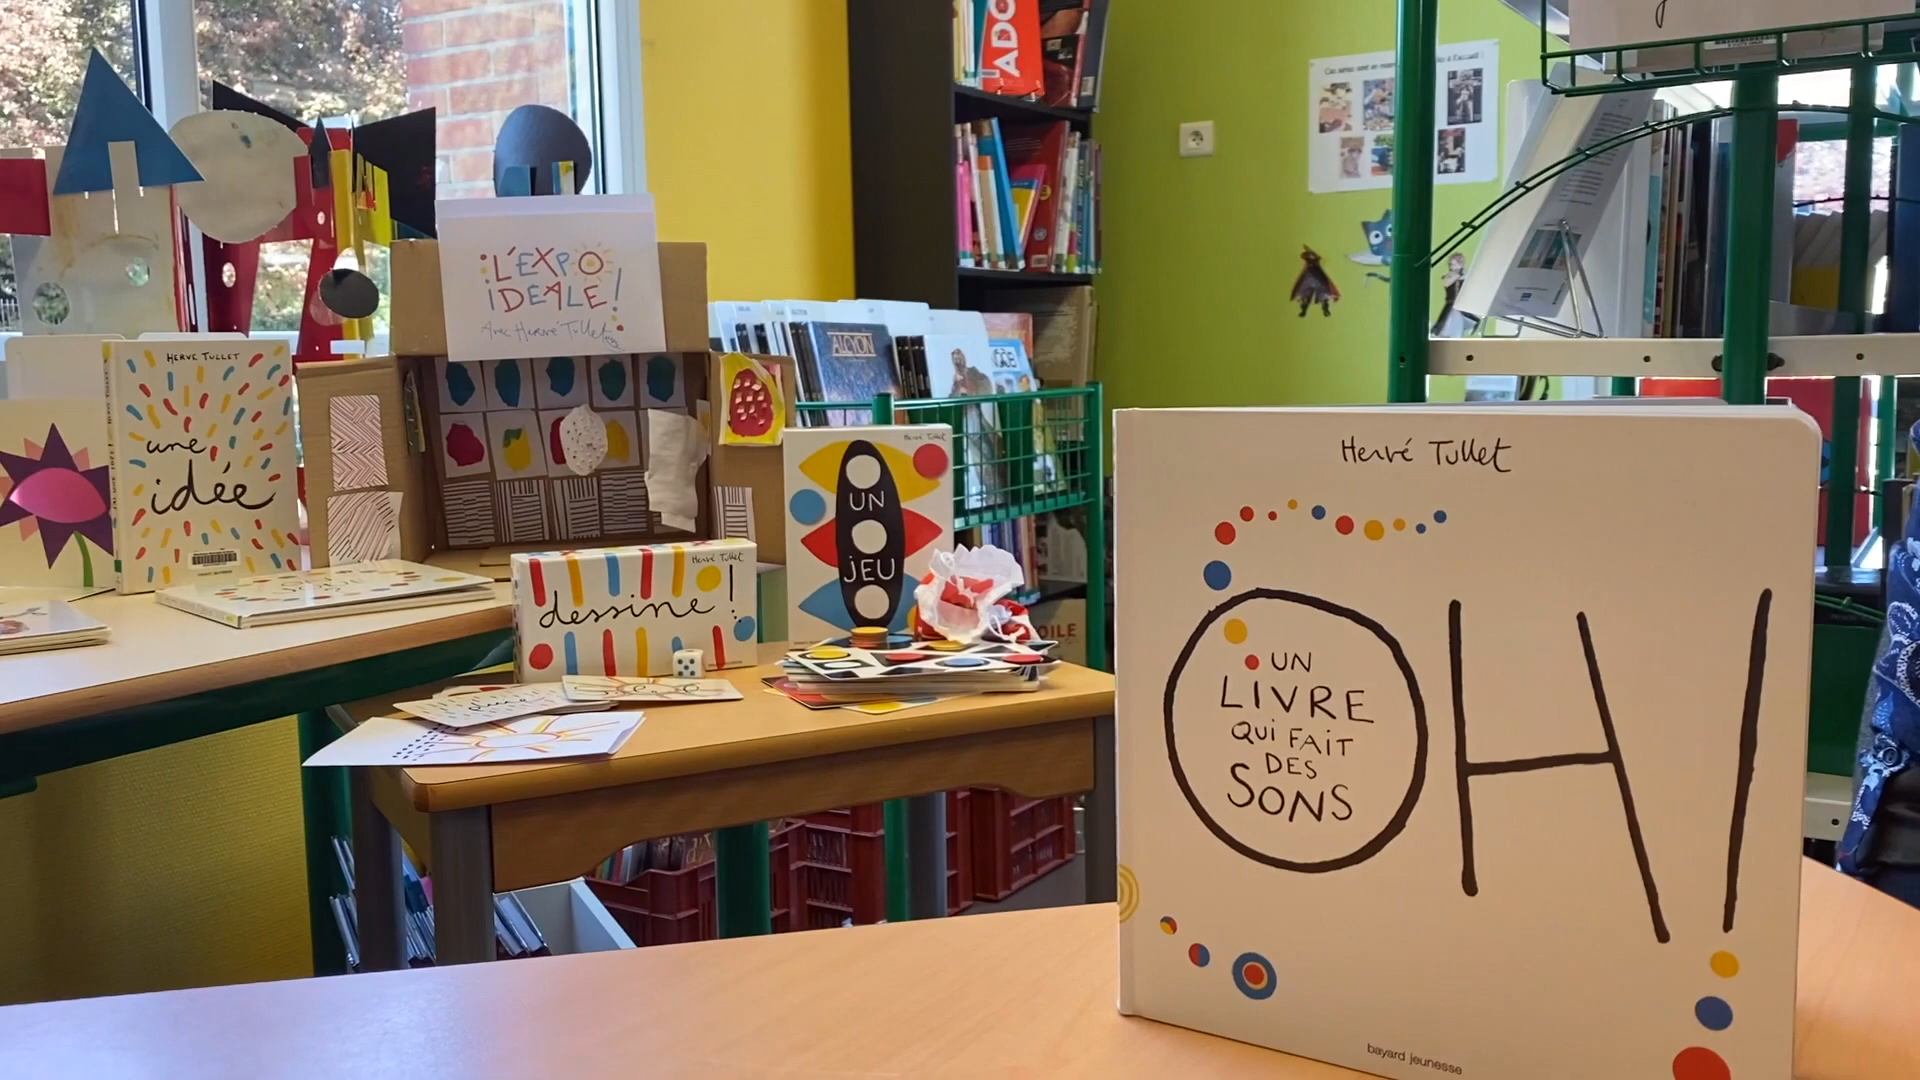 L'EXPO
IDEALE!
Avec Hervé Tullet
HERVÉ TULLET
une
idée
Hervé Tullet
dessine!
Hervé Tullet
UN
JEU
ALCYON
ADO
Hervé Tullet
OH!
UN
LIVRE
QUI FAIT
DES
SONS
bayard jeunesse